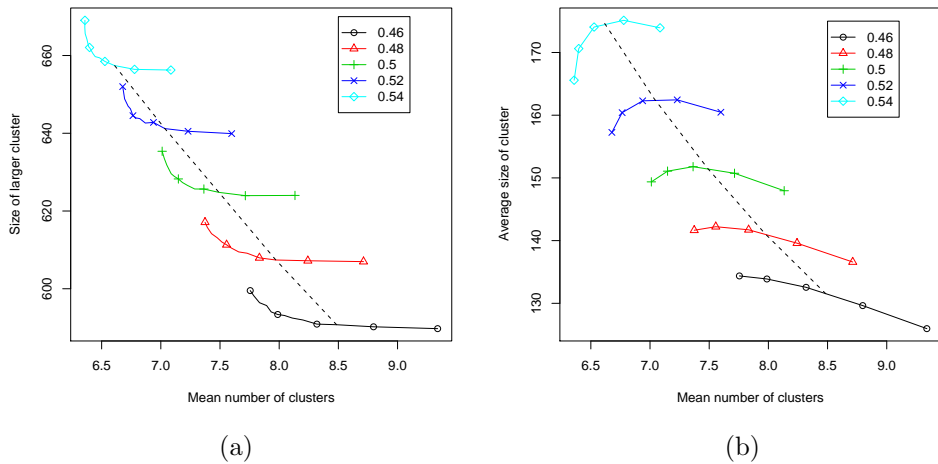 660
640
620
600
Size of larger cluster
0.46
0.48
0.5
0.52
0.54
6.5 7.0 7.5 8.0 8.5 9.0
Mean number of clusters
(a)
170
160
150
140
130
Average size of cluster
0.46
0.48
0.5
0.52
0.54
6.5 7.0 7.5 8.0 8.5 9.0
Mean number of clusters
(b)